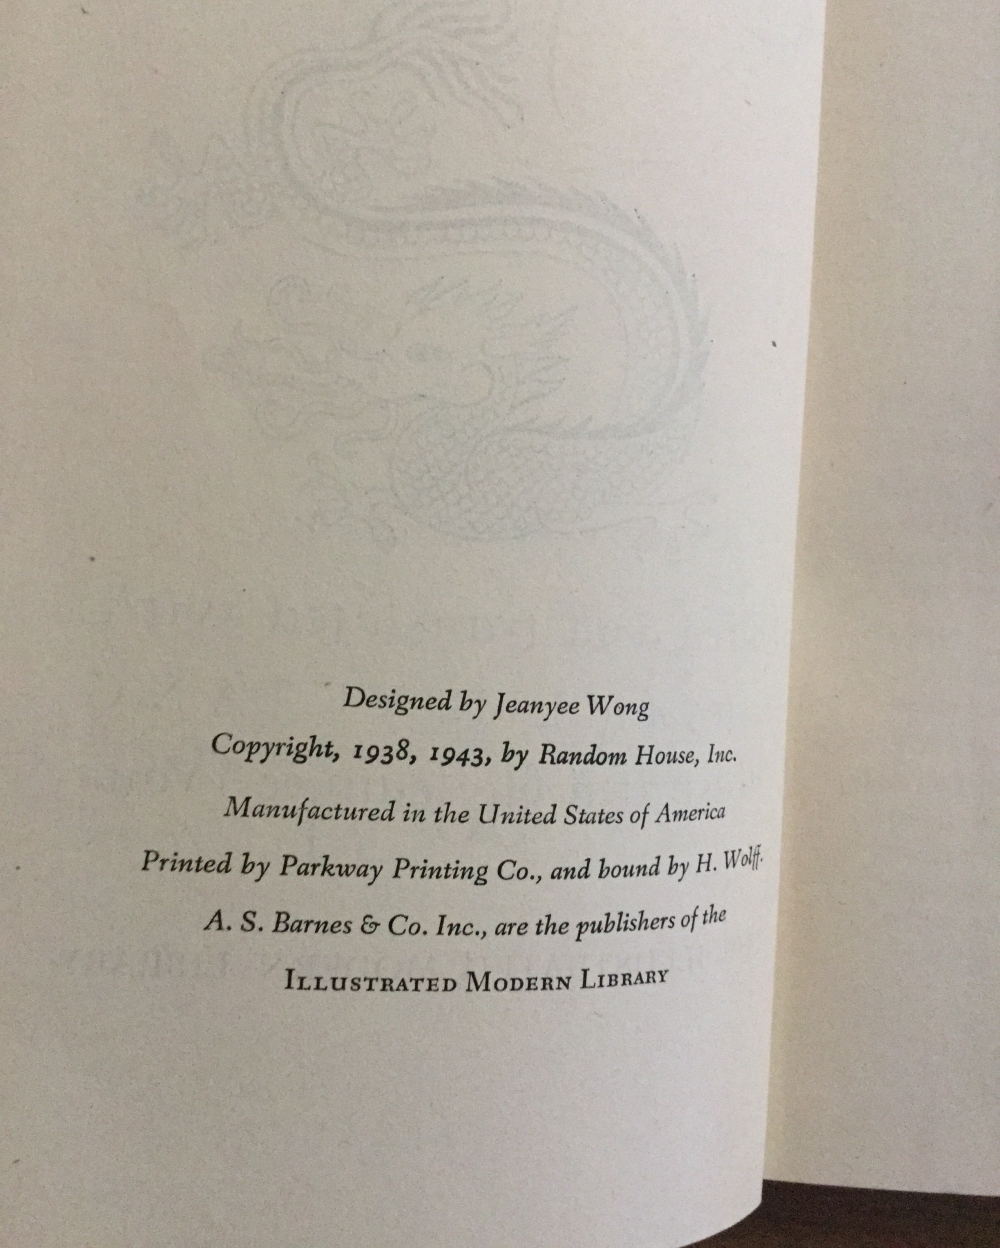 Designed by Jeanyee Wong
Copyright, 1938, 1943, by Random House, Inc.
Manufactured in the United States of America
Printed by Parkway Printing Co., and bound by H. Wolff.
A. S. Barnes & Co. Inc., are the publishers of the
ILLUSTRATED MODERN LIBRARY